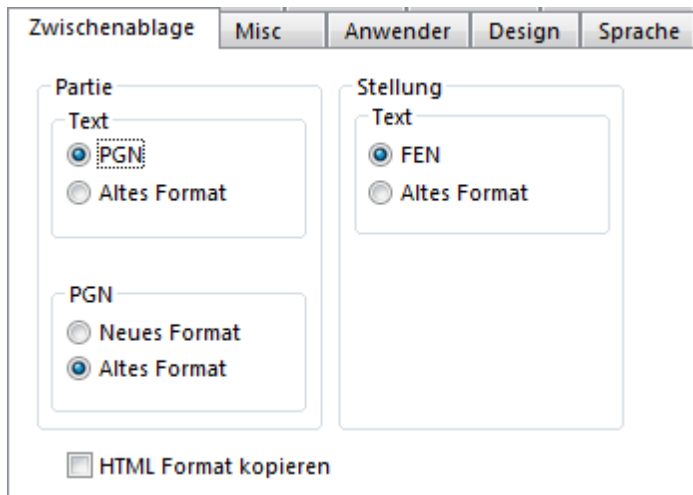 Zwischenablage Misc Anwender Design Sprache
Partie
Text
PGN
Altes Format
PGN
Neues Format
Altes Format
Stellung
Text
FEN
Altes Format
HTML Format kopieren